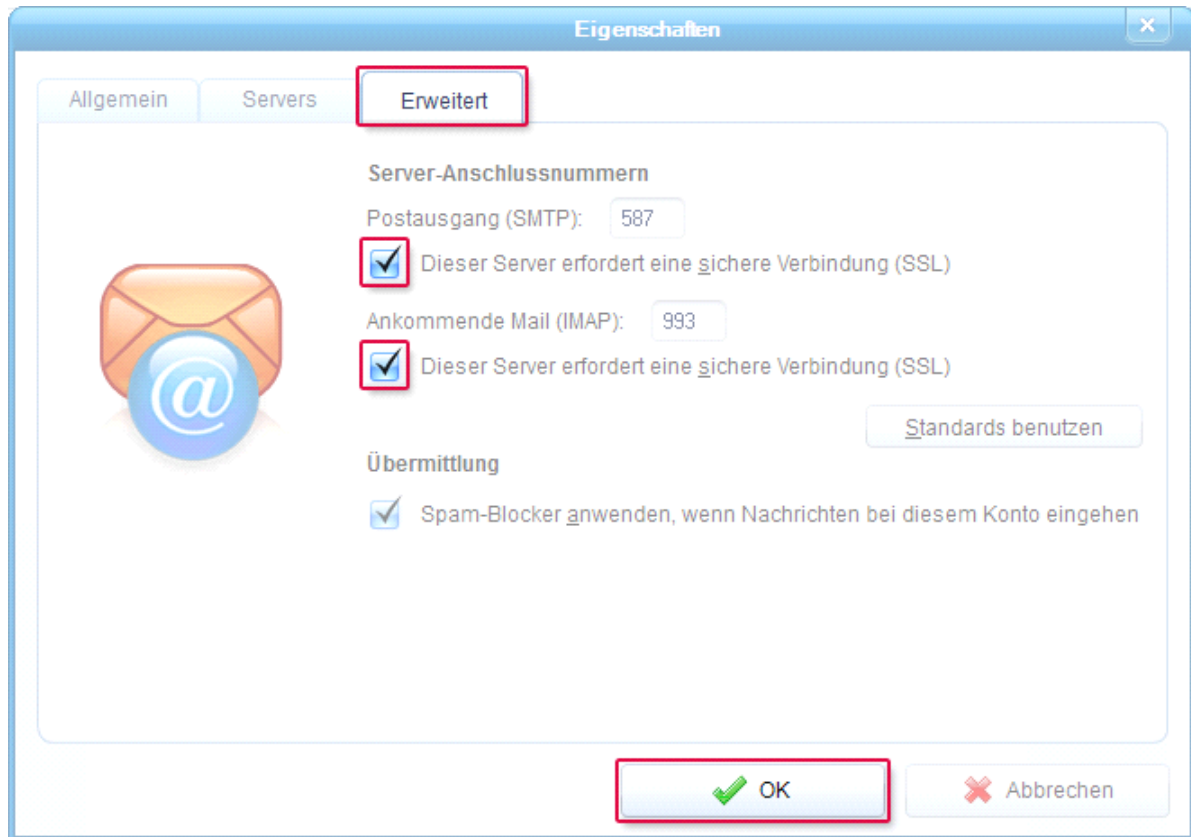 Eigenschaften
Allgemein Servers Erweitert
Server-Anschlussnummern
Postausgang (SMTP): 587
Dieser Server erfordert eine sichere Verbindung (SSL)
Ankommende Mail (IMAP): 993
Dieser Server erfordert eine sichere Verbindung (SSL)
Standards benutzen
Übermittlung
Spam-Blocker anwenden, wenn Nachrichten bei diesem Konto eingehen
OK Abbrechen